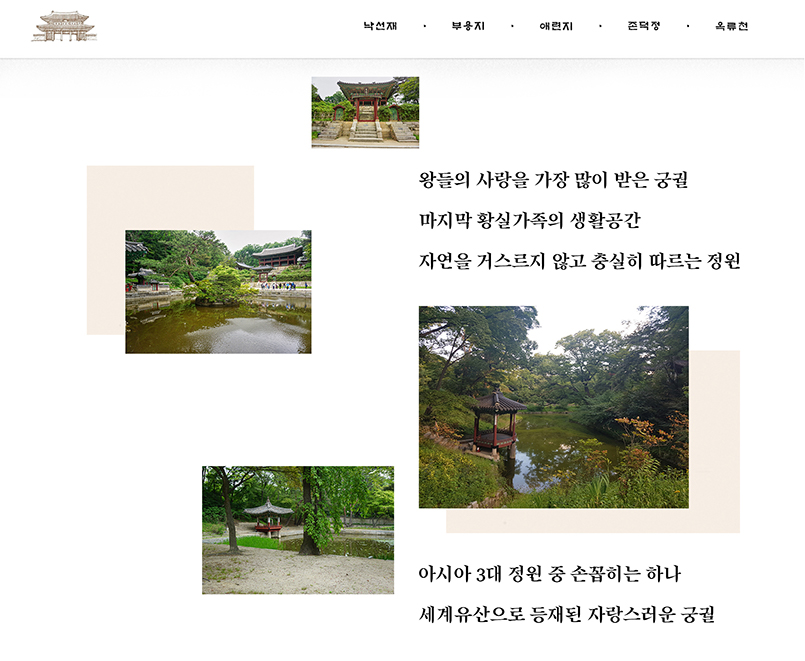 낙선재 · 부용지 · 애련지 · 존덕정 · 옥류천
왕들의 사랑을 가장 많이 받은 궁궐
마지막 황실가족의 생활공간
자연을 거스르지 않고 충실히 따르는 정원
아시아 3대 정원 중 손꼽히는 하나
세계유산으로 등재된 자랑스러운 궁궐